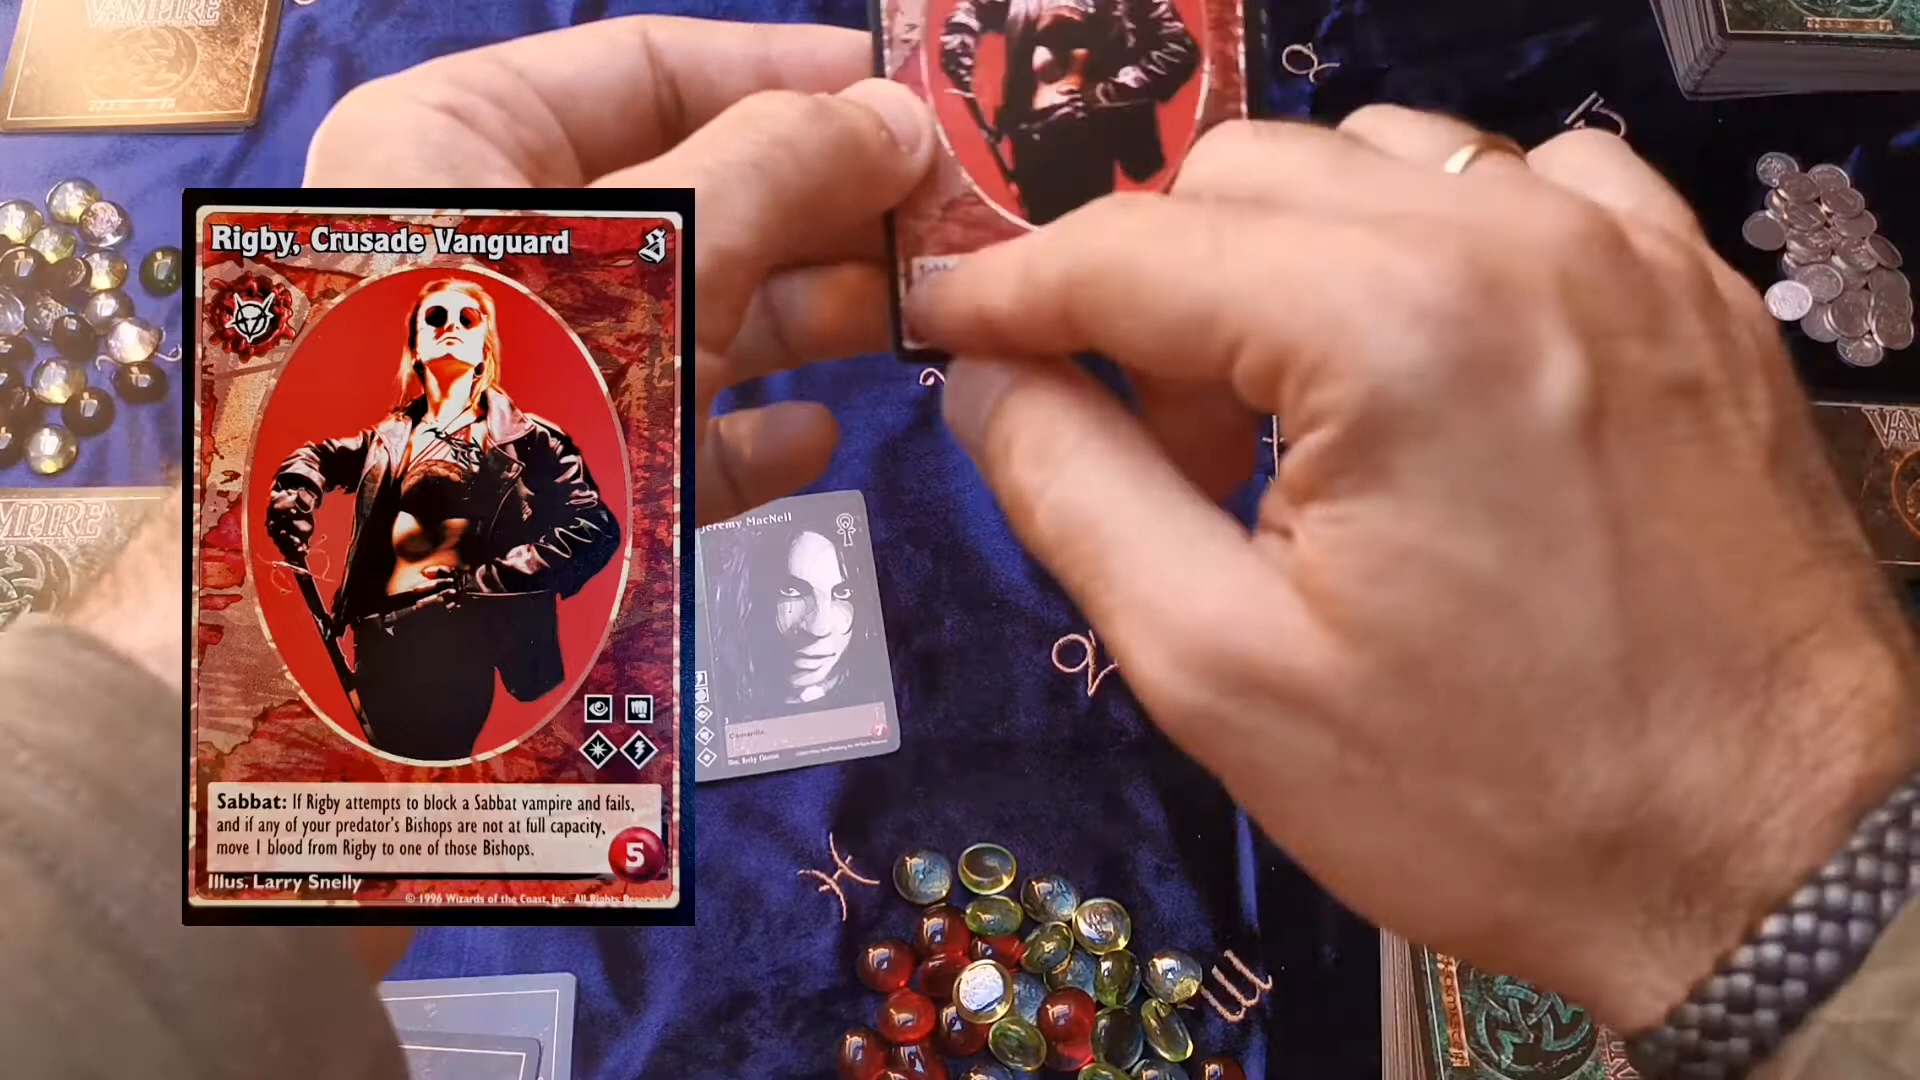 VAMPIRE
Rigby, Crusade Vanguard
Sabbat: If Rigby attempts to block a Sabbat vampire and fails,
and if any of your predator's Bishops are not at full capacity,
move 1 blood from Rigby to one of those Bishops.
5
Illus. Larry Snelly
© 1996 Wizards of the Coast, Inc. All Rights Reserved
Jeremy MacNeil
Camarilla.
7